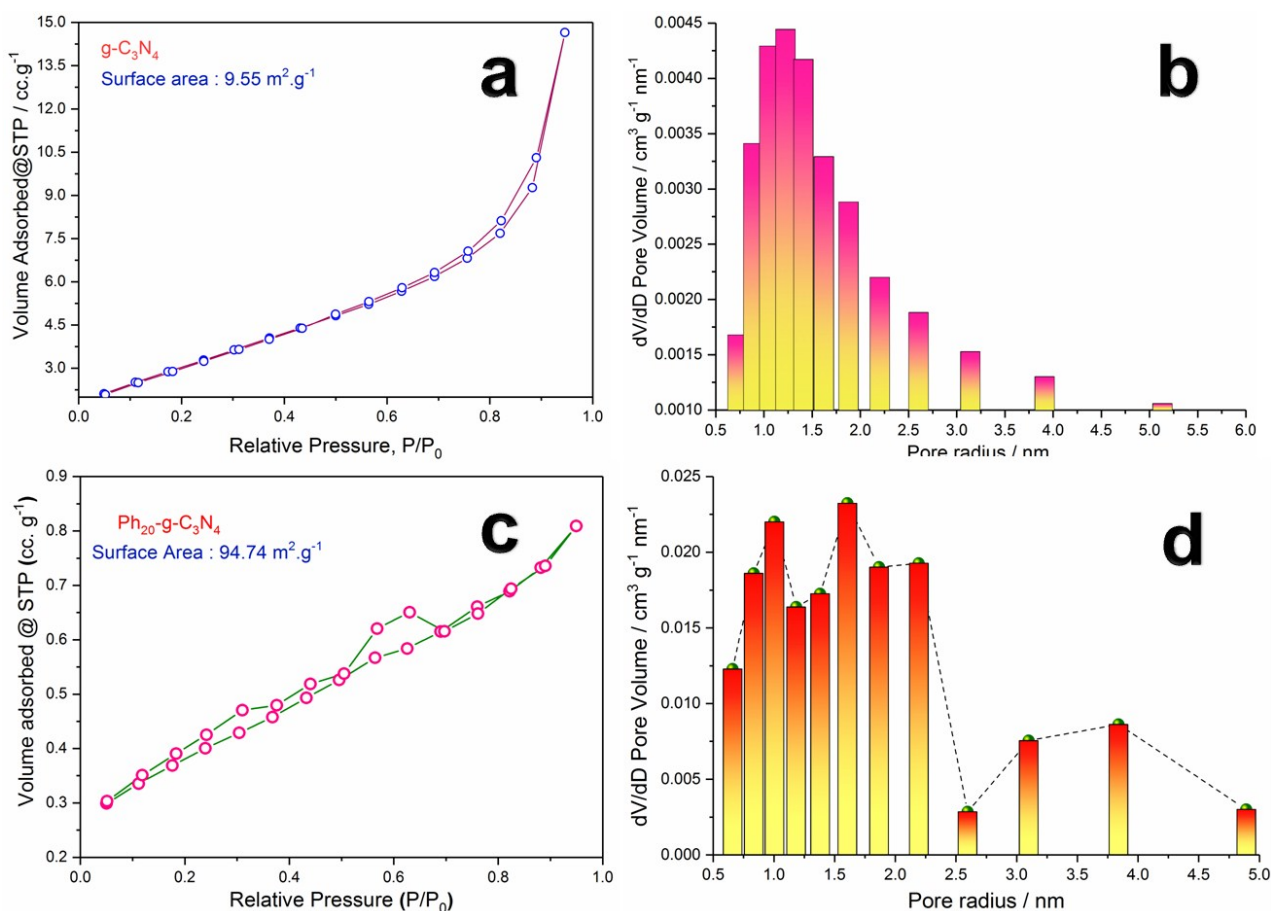 a
g-C₃N₄
Surface area : 9.55 m².g⁻¹
Volume Adsorbed@STP / cc.g⁻¹
15.0
13.5
12.0
10.5
9.0
7.5
6.0
4.5
3.0
0.0 0.2 0.4 0.6 0.8 1.0
Relative Pressure, P/P₀
b
dV/dD Pore Volume / cm³ g⁻¹ nm⁻¹
0.0045
0.0040
0.0045
0.0030
0.0025
0.0020
0.0015
0.0010
0.5 1.0 1.5 2.0 2.5 3.0 3.5 4.0 4.5 5.0 5.5 6.0
Pore radius / nm
c
Ph₂₀-g-C₃N₄
Surface Area : 94.74 m².g⁻¹
Volume adsorbed @ STP (cc. g⁻¹)
0.9
0.8
0.7
0.6
0.5
0.4
0.3
0.2
0.0 0.2 0.4 0.6 0.8 1.0
Relative Pressure (P/P₀)
d
dV/dD Pore Volume / cm³ g⁻¹ nm⁻¹
0.025
0.020
0.015
0.010
0.005
0.000
0.5 1.0 1.5 2.0 2.5 3.0 3.5 4.0 4.5 5.0
Pore radius / nm